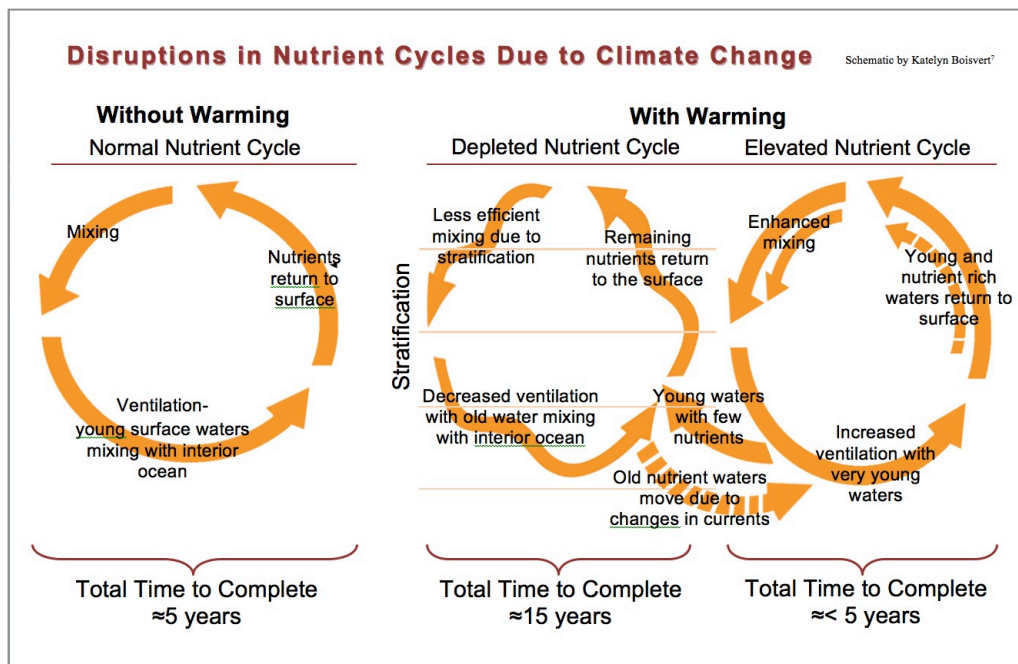 Disruptions in Nutrient Cycles Due to Climate Change
Schematic by Katelyn Boisvert7
Without Warming
Normal Nutrient Cycle
Mixing
Nutrients
return to
surface
Ventilation-
young surface waters
mixing with interior
ocean
Total Time to Complete
≈5 years
With Warming
Depleted Nutrient Cycle
Stratification
Less efficient
mixing due to
stratification
Remaining
nutrients return
to the surface
Decreased ventilation
with old water mixing
with interior ocean
Young waters
with few
nutrients
Old nutrient waters
move due to
changes in currents
Total Time to Complete
≈15 years
Elevated Nutrient Cycle
Enhanced
mixing
Young and
nutrient rich
waters return to
surface
Increased
ventilation with
very young
waters
Total Time to Complete
≈< 5 years